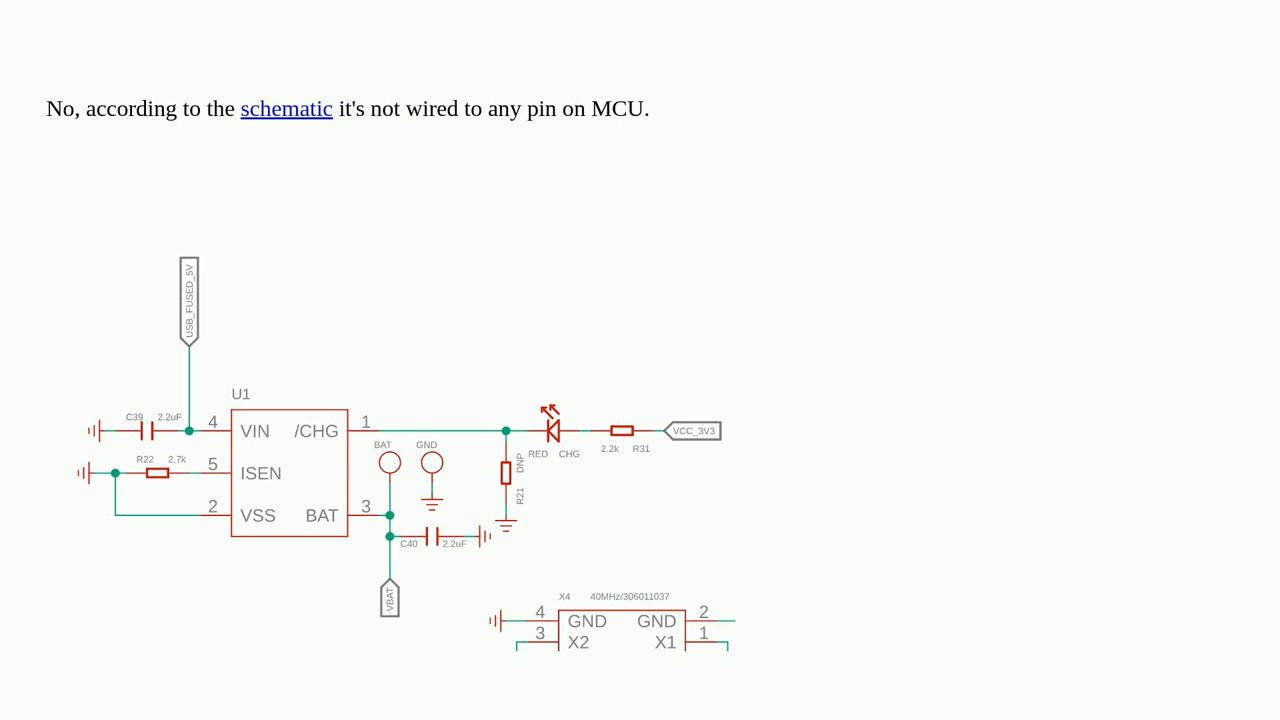 No, according to the schematic it's not wired to any pin on MCU.
USB_FUSED_5V
U1
C39 2.2uF
4 VIN /CHG 1
VCC_3V3
BAT GND
RED CHG 2.2k R31
R22 2.7k
5 ISEN
DNP
R21
2 VSS BAT 3
C40 2.2uF
VBAT
X4 40MHz/306011037
4 GND GND 2
3 X2 X1 1